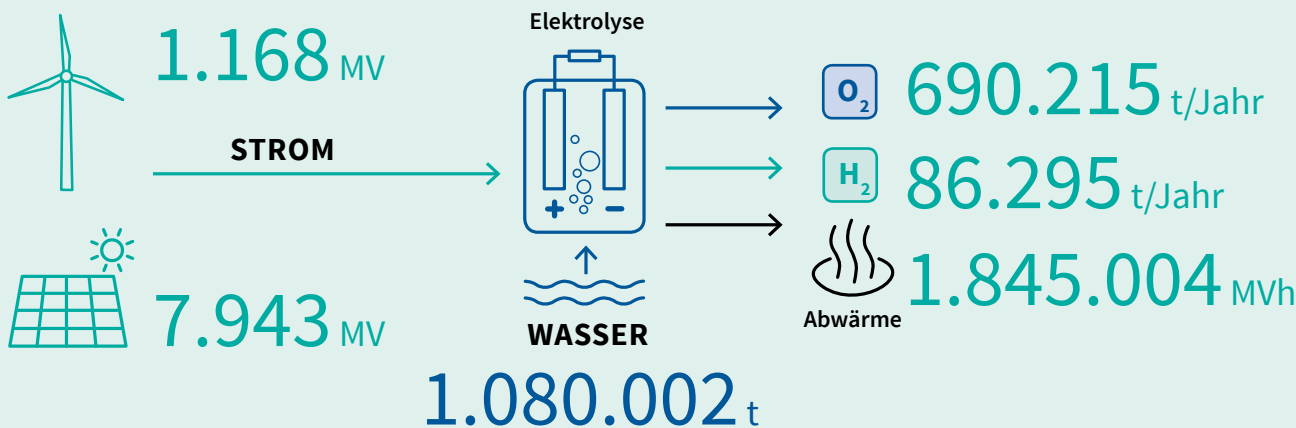 Elektrolyse
1.168 MV
STROM
7.943 MV
+ −
WASSER
1.080.002 t
O2 690.215 t/Jahr
H2 86.295 t/Jahr
1.845.004 MVh
Abwärme